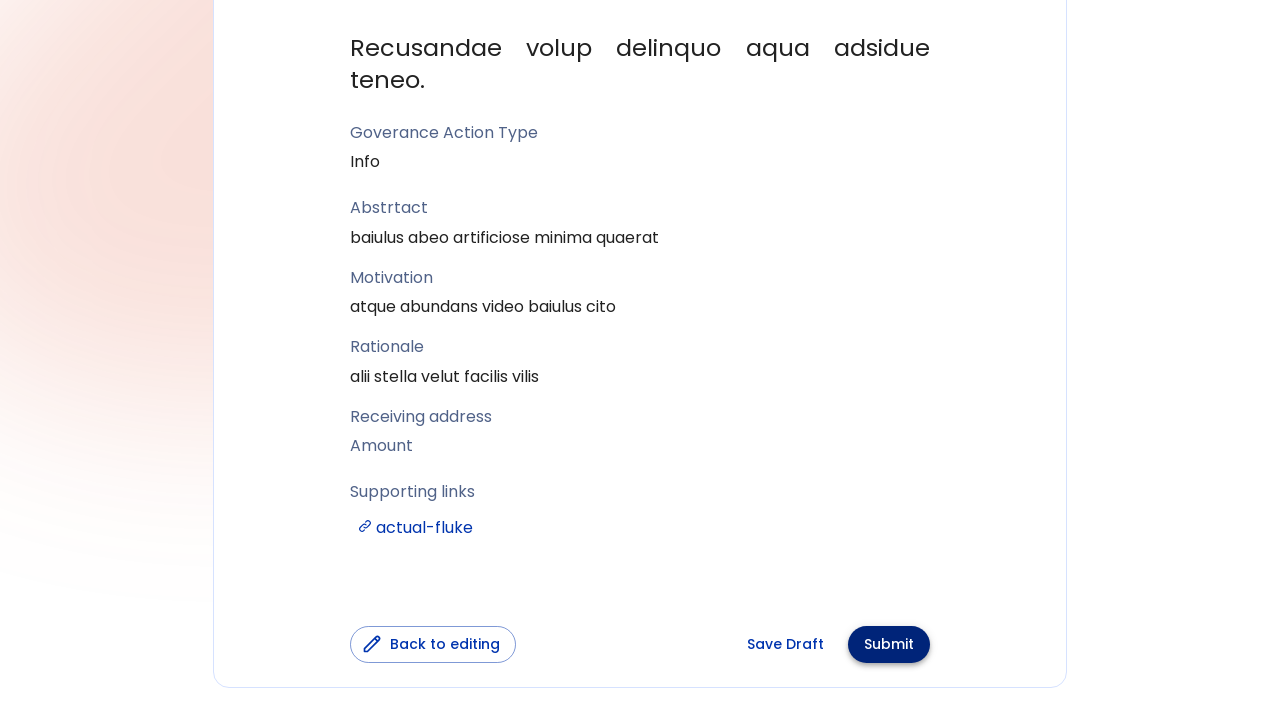 Recusandae volup delinquo aqua adsidue
teneo.
Goverance Action Type
Info
Abstrtact
baiulus abeo artificiose minima quaerat
Motivation
atque abundans video baiulus cito
Rationale
alii stella velut facilis vilis
Receiving address
Amount
Supporting links
actual-fluke
Back to editing
Save Draft
Submit